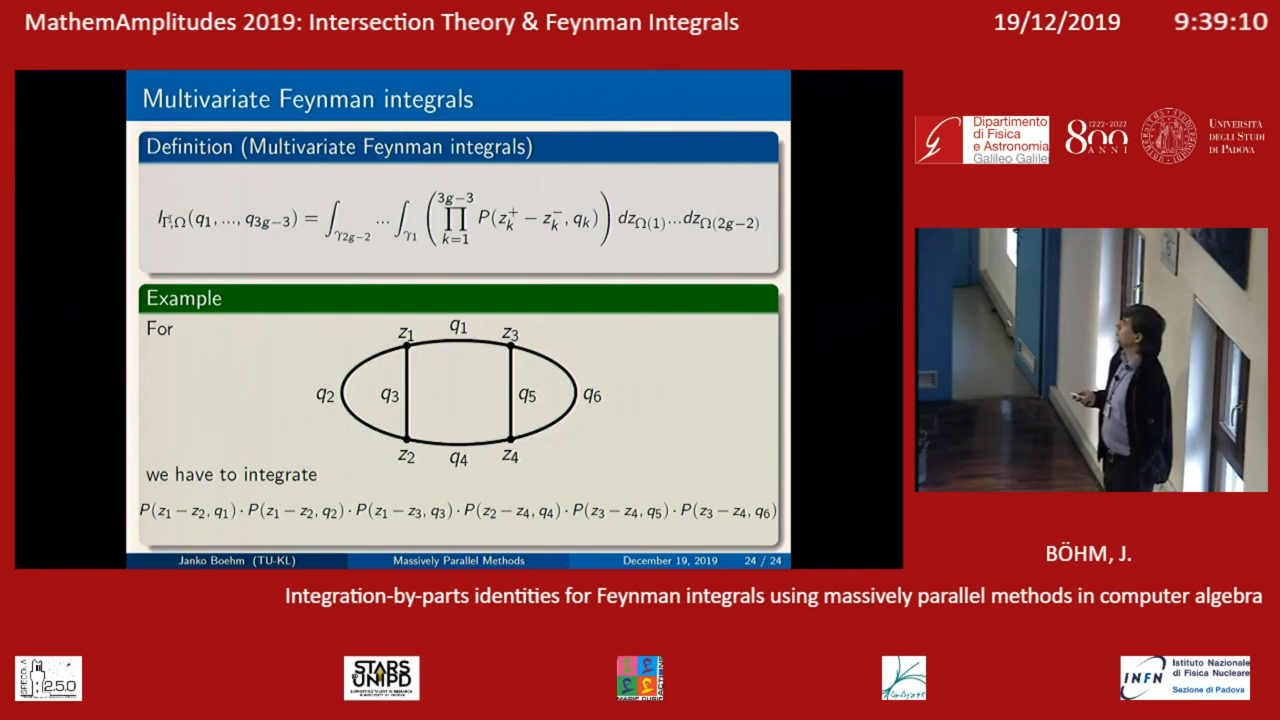 MathemAmplitudes 2019: Intersection Theory & Feynman Integrals
19/12/2019
9:39:10
Multivariate Feynman integrals
Definition (Multivariate Feynman integrals)
I_{Γ,Ω}(q_1, ..., q_{3g−3}) = ∫_{γ_{2g−2}} ... ∫_{γ_1} ( ∏_{k=1}^{3g−3} P(z_k^+ − z_k^−, q_k) ) dz_{Ω(1)}...dz_{Ω(2g−2)}
Example
For
z_1 q_1 z_3
q_2 q_3 q_5 q_6
z_2 q_4 z_4
we have to integrate
P(z_1 − z_2, q_1) · P(z_1 − z_2, q_2) · P(z_1 − z_3, q_3) · P(z_2 − z_4, q_4) · P(z_3 − z_4, q_5) · P(z_3 − z_4, q_6)
Janko Boehm (TU-KL) Massively Parallel Methods December 19, 2019 24 / 24
Dipartimento
di Fisica
e Astronomia
Galileo Galile
1222-2022
800
ANNI
UNIVERSITÀ
DEGLI STUDI
DI PADOVA
BÖHM, J.
Integration-by-parts identities for Feynman integrals using massively parallel methods in computer algebra
SPECOLA
250
STARS
UNIPD
MARIE CURIE
ACTIONS
INFN
Istituto Nazionale
di Fisica Nucleare
Sezione di Padova